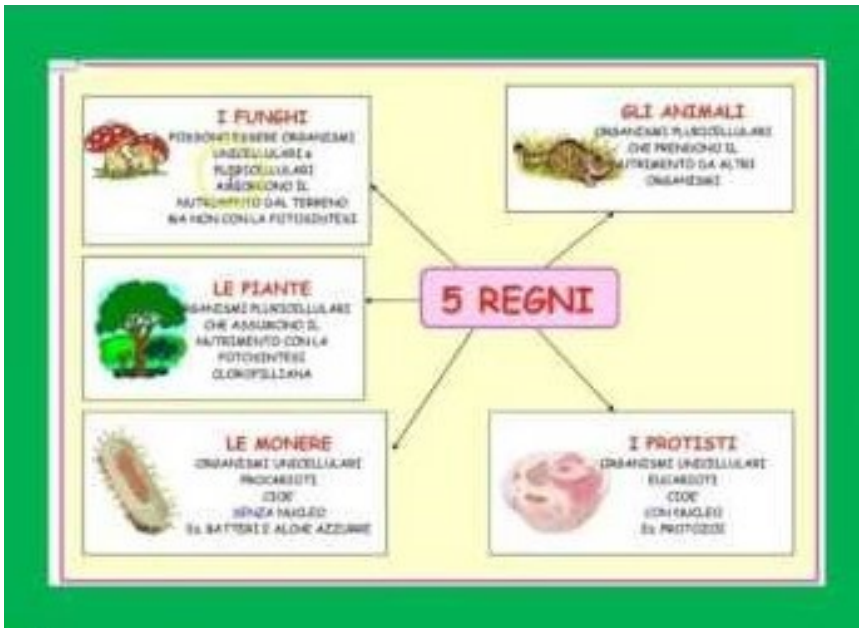 I FUNGHI
POSSONO ESSERE ORGANISMI
UNICELLULARI e
PLURICELLULARI
ASSORBONO IL
NUTRIMENTO DAL TERRENO
MA NON CON LA FOTOSINTESI
GLI ANIMALI
ORGANISMI PLURICELLULARI
CHE PRENDONO IL
NUTRIMENTO DA ALTRI
ORGANISMI
5 REGNI
LE PIANTE
ORGANISMI PLURICELLULARI
CHE ASSUMONO IL
NUTRIMENTO CON LA
FOTOSINTESI
CLOROFILLIANA
LE MONERE
ORGANISMI UNICELLULARI
PROCARIOTI
CIOE'
SENZA NUCLEO
Es. BATTERI E ALGHE AZZURRE
I PROTISTI
ORGANISMI UNICELLULARI
EUCARIOTI
CIOE'
CON NUCLEO
Es. PROTOZOI